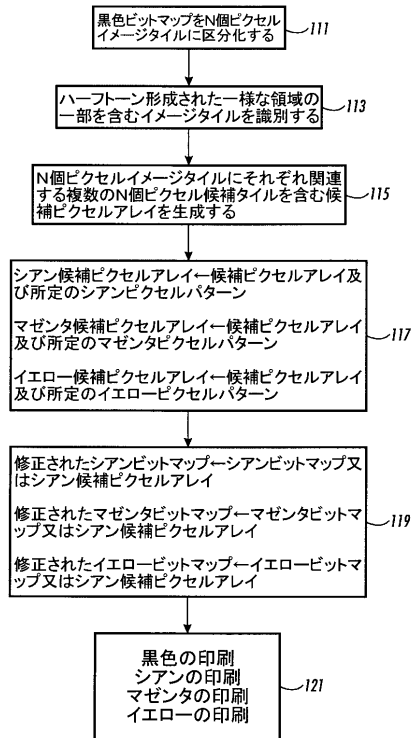 黒色ビットマップをN個ピクセル
イメージタイルに区分化する
111
ハーフトーン形成された一様な領域の
一部を含むイメージタイルを識別する
113
N個ピクセルイメージタイルにそれぞれ関連
する複数のN個ピクセル候補タイルを含む候
補ピクセルアレイを生成する
115
シアン候補ピクセルアレイ←候補ピクセルアレイ及
び所定のシアンピクセルパターン
マゼンタ候補ピクセルアレイ←候補ピクセルアレイ
及び所定のマゼンタピクセルパターン
イエロー候補ピクセルアレイ←候補ピクセルアレイ
及び所定のイエローピクセルパターン
117
修正されたシアンビットマップ←シアンビットマップ又
はシアン候補ピクセルアレイ
修正されたマゼンタビットマップ←マゼンタビットマ
ップ又はシアン候補ピクセルアレイ
修正されたイエロービットマップ←イエロービットマ
ップ又はシアン候補ピクセルアレイ
119
黒色の印刷
シアンの印刷
マゼンタの印刷
イエローの印刷
121